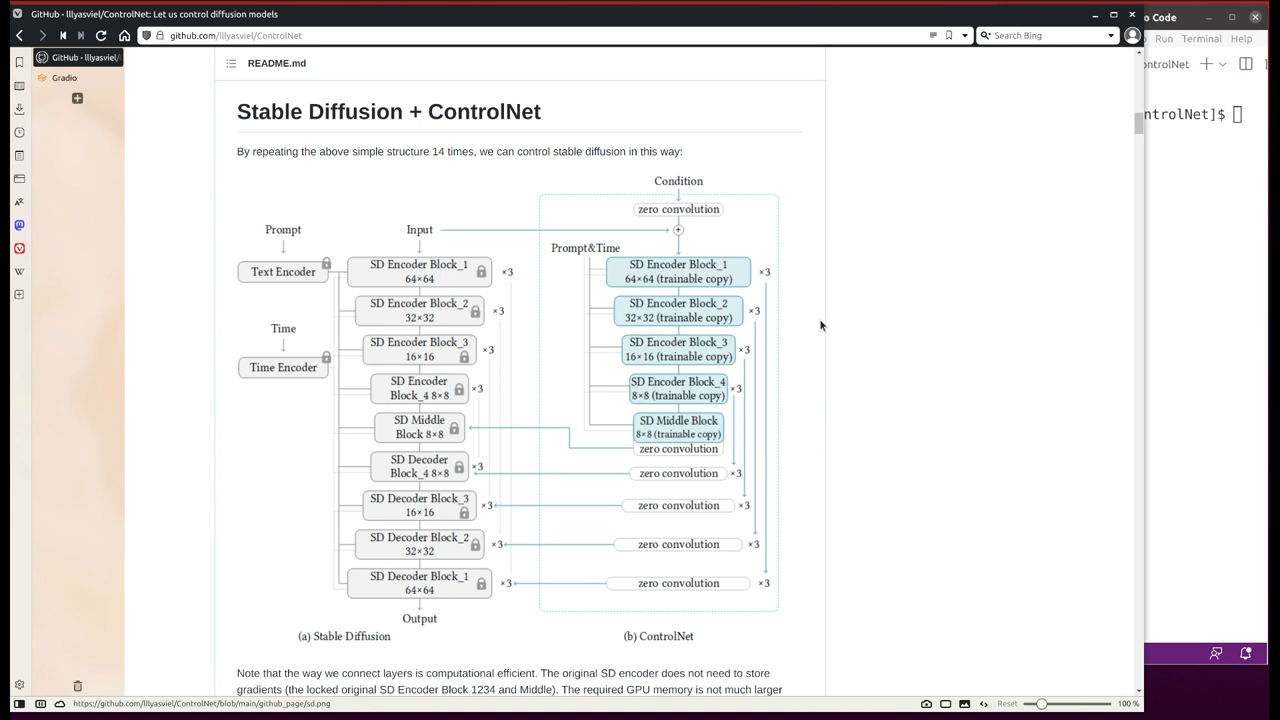 GitHub - lllyasviel/ControlNet: Let us control diffusion models
github.com/lllyasviel/ControlNet
Search Bing
GitHub - lllyasviel/
Gradio
Code
Run Terminal Help
ntrolNet
ntrolNet]$
README.md
Stable Diffusion + ControlNet
By repeating the above simple structure 14 times, we can control stable diffusion in this way:
Condition
zero convolution
Prompt
Input
+
Prompt&Time
Text Encoder
SD Encoder Block_1
64×64
×3
SD Encoder Block_1
64×64 (trainable copy)
×3
SD Encoder Block_2
32×32
×3
SD Encoder Block_2
32×32 (trainable copy)
×3
Time
Time Encoder
SD Encoder Block_3
16×16
×3
SD Encoder Block_3
16×16 (trainable copy)
×3
SD Encoder
Block_4 8×8
×3
SD Encoder Block_4
8×8 (trainable copy)
×3
SD Middle
Block 8×8
SD Middle Block
8×8 (trainable copy)
zero convolution
SD Decoder
Block_4 8×8
×3
zero convolution
×3
SD Decoder Block_3
16×16
×3
zero convolution
×3
SD Decoder Block_2
32×32
×3
zero convolution
×3
SD Decoder Block_1
64×64
×3
zero convolution
×3
Output
(a) Stable Diffusion
(b) ControlNet
Note that the way we connect layers is computational efficient. The original SD encoder does not need to store
gradients (the locked original SD Encoder Block 1234 and Middle). The required GPU memory is not much larger
https://github.com/lllyasviel/ControlNet/blob/main/github_page/sd.png
Reset
100 %